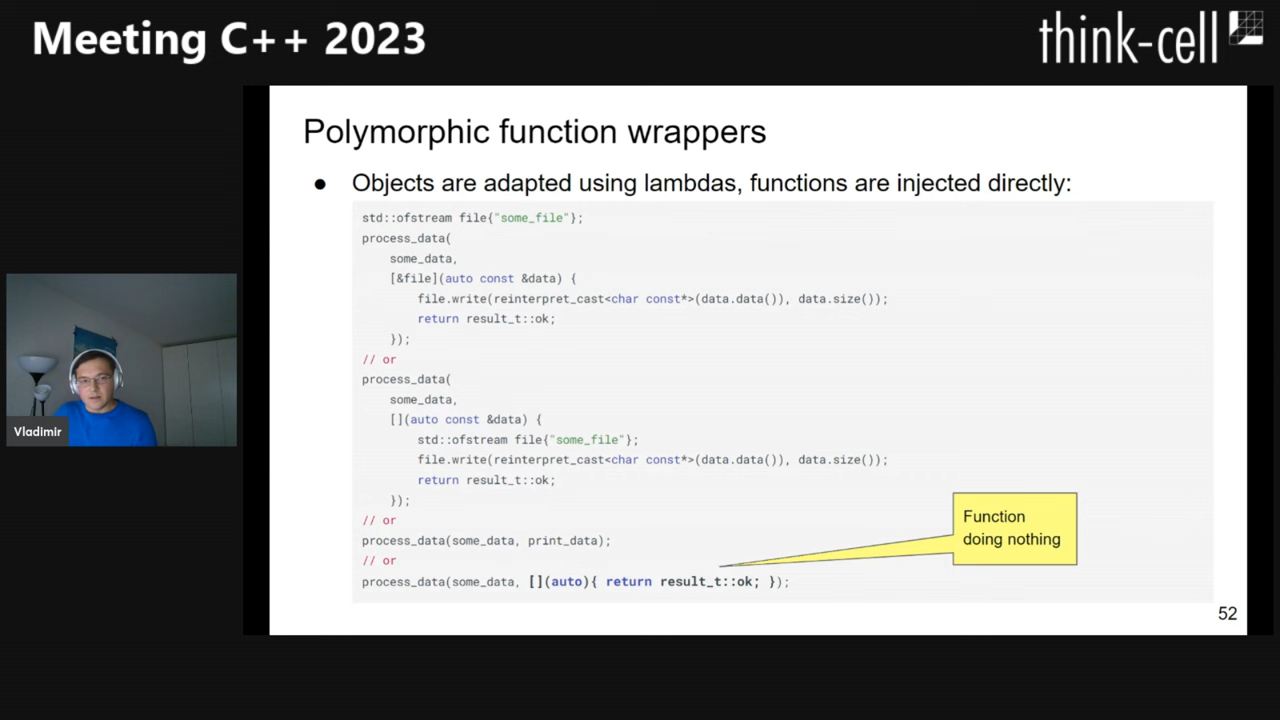 Meeting C++ 2023
think-cell
Polymorphic function wrappers
● Objects are adapted using lambdas, functions are injected directly:
std::ofstream file{"some_file"};
process_data(
    some_data,
    [&file](auto const &data) {
        file.write(reinterpret_cast<char const*>(data.data()), data.size());
        return result_t::ok;
    });
// or
process_data(
    some_data,
    [](auto const &data) {
        std::ofstream file{"some_file"};
        file.write(reinterpret_cast<char const*>(data.data()), data.size());
        return result_t::ok;
    });
// or
process_data(some_data, print_data);
// or
process_data(some_data, [](auto){ return result_t::ok; });
Function
doing nothing
52
Vladimir